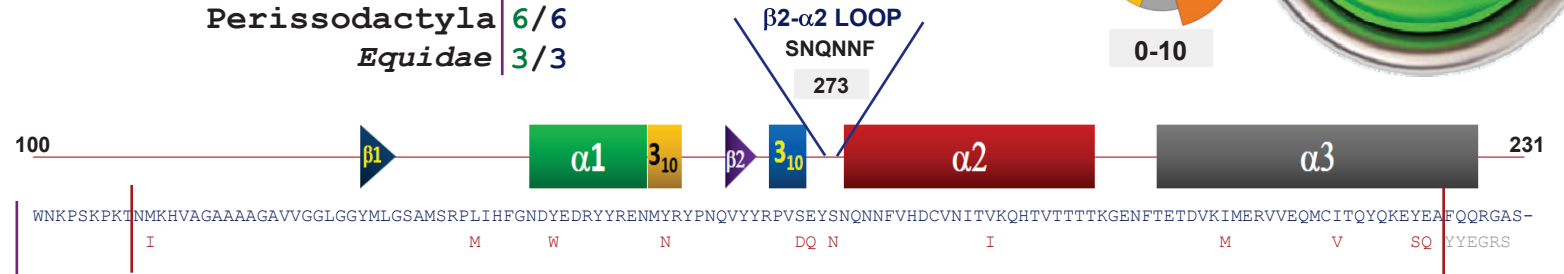 Perissodactyla 6/6
Equidae 3/3
β2-α2 LOOP
SNQNNF
273
0-10
100
β1
α1
3₁₀
β2
3₁₀
α2
α3
231
WNKPSKPKTNMKHVAGAAAAGAVVGGLGGYMLGSAMSRPLIHFGNDYEDRYYRENMYRYPNQVYYRPVSEYSNQNNFVHDCVNITVKQHTVTTTTKGENFTETDVKIMERVVEQMCITQYQKEYEAFQQRGAS-
I M W N DQ N I M V SQ YYEGRS